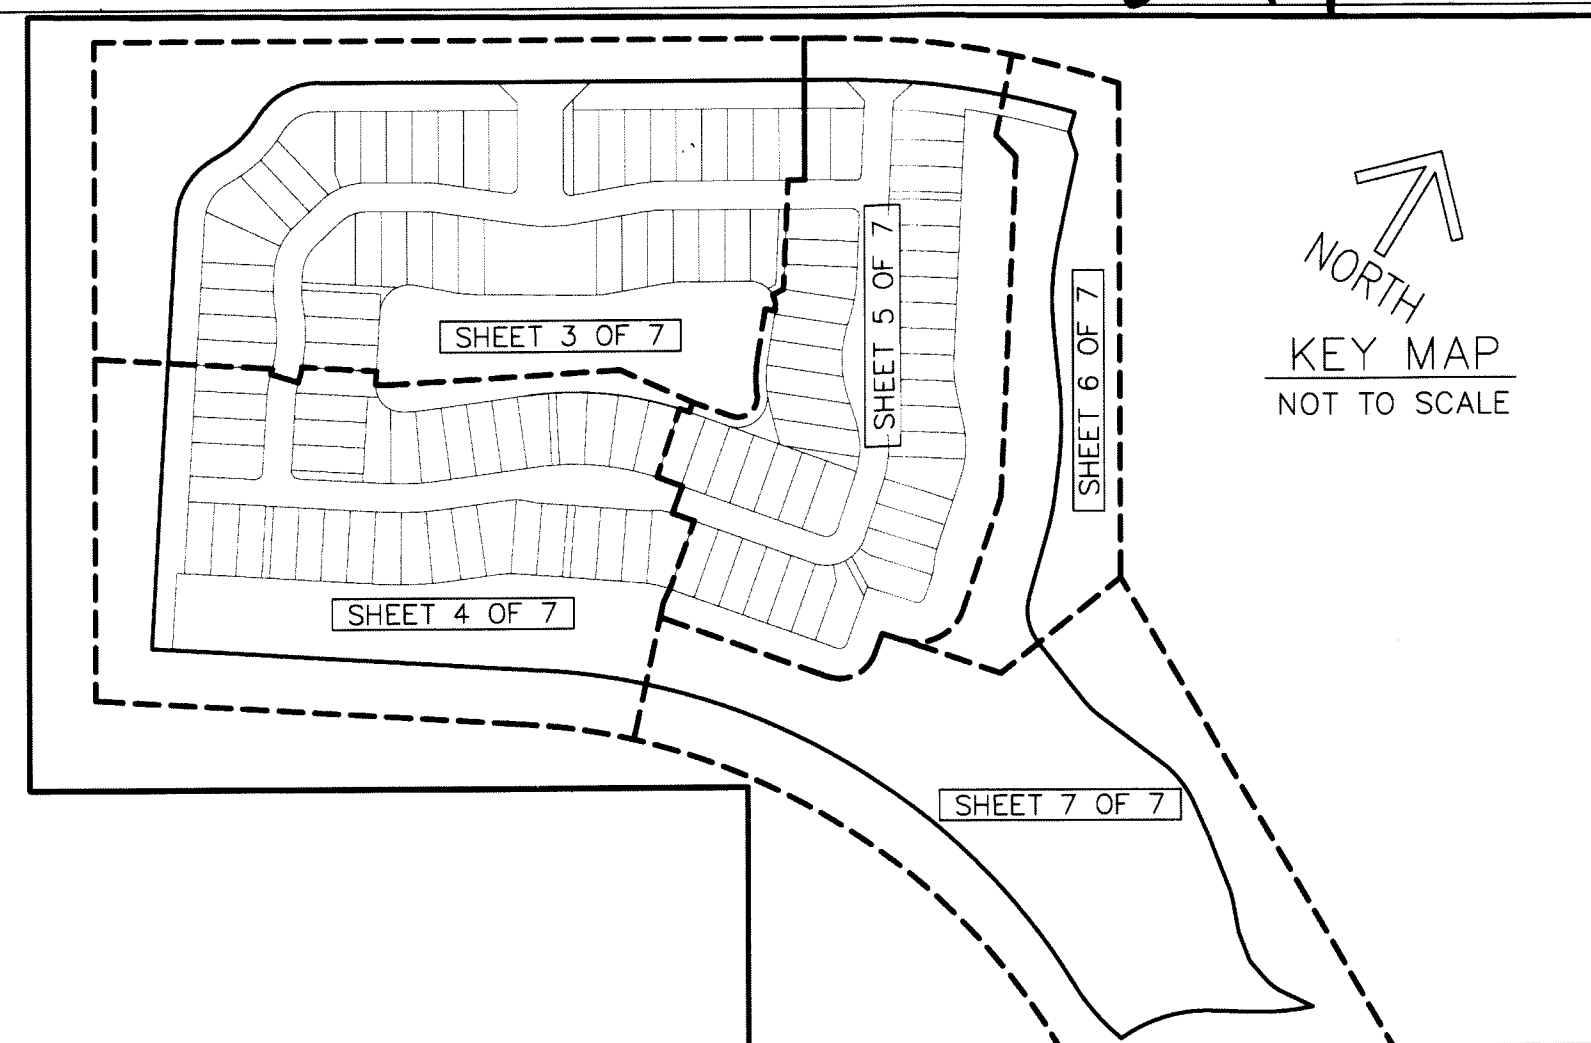 SHEET 3 OF 7
SHEET 5 OF 7
SHEET 6 OF 7
NORTH
KEY MAP
NOT TO SCALE
SHEET 4 OF 7
SHEET 7 OF 7